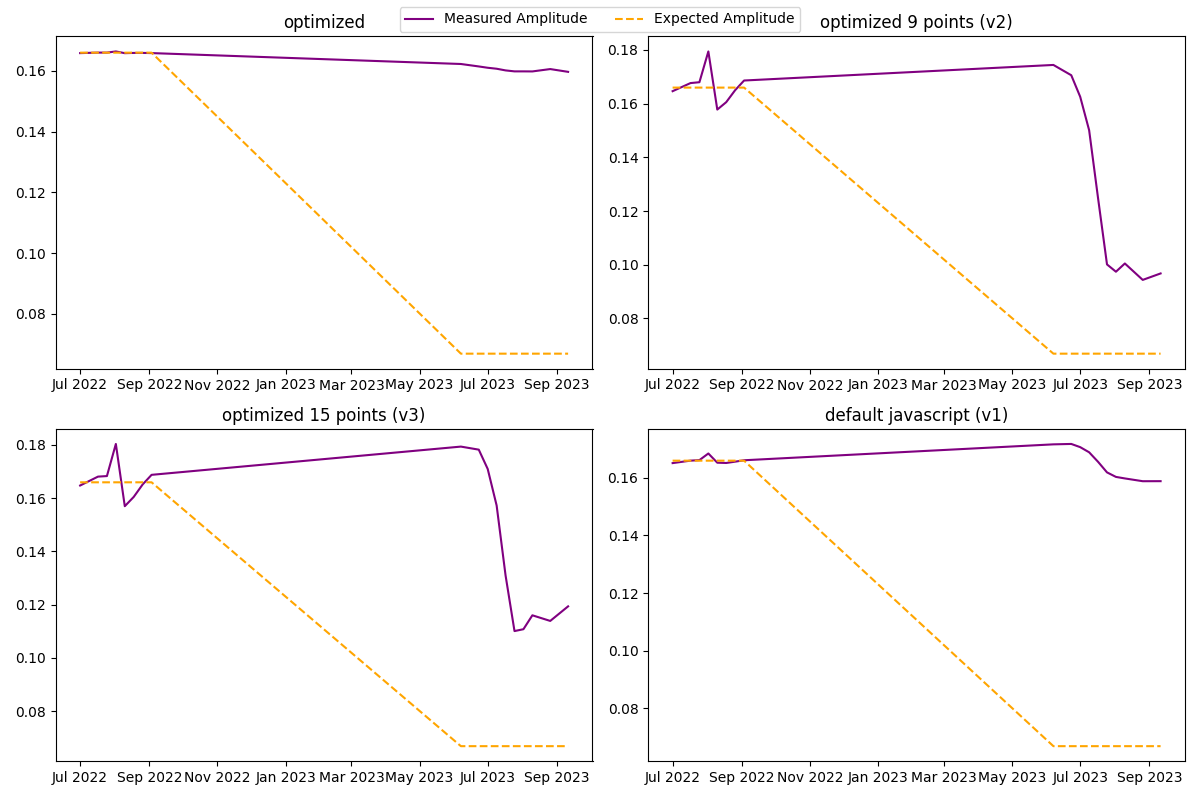 Measured Amplitude
Expected Amplitude
optimized
0.16
0.14
0.12
0.10
0.08
Jul 2022
Sep 2022
Nov 2022
Jan 2023
Mar 2023
May 2023
Jul 2023
Sep 2023
optimized 9 points (v2)
0.18
0.16
0.14
0.12
0.10
0.08
Jul 2022
Sep 2022
Nov 2022
Jan 2023
Mar 2023
May 2023
Jul 2023
Sep 2023
optimized 15 points (v3)
0.18
0.16
0.14
0.12
0.10
0.08
Jul 2022
Sep 2022
Nov 2022
Jan 2023
Mar 2023
May 2023
Jul 2023
Sep 2023
default javascript (v1)
0.16
0.14
0.12
0.10
0.08
Jul 2022
Sep 2022
Nov 2022
Jan 2023
Mar 2023
May 2023
Jul 2023
Sep 2023